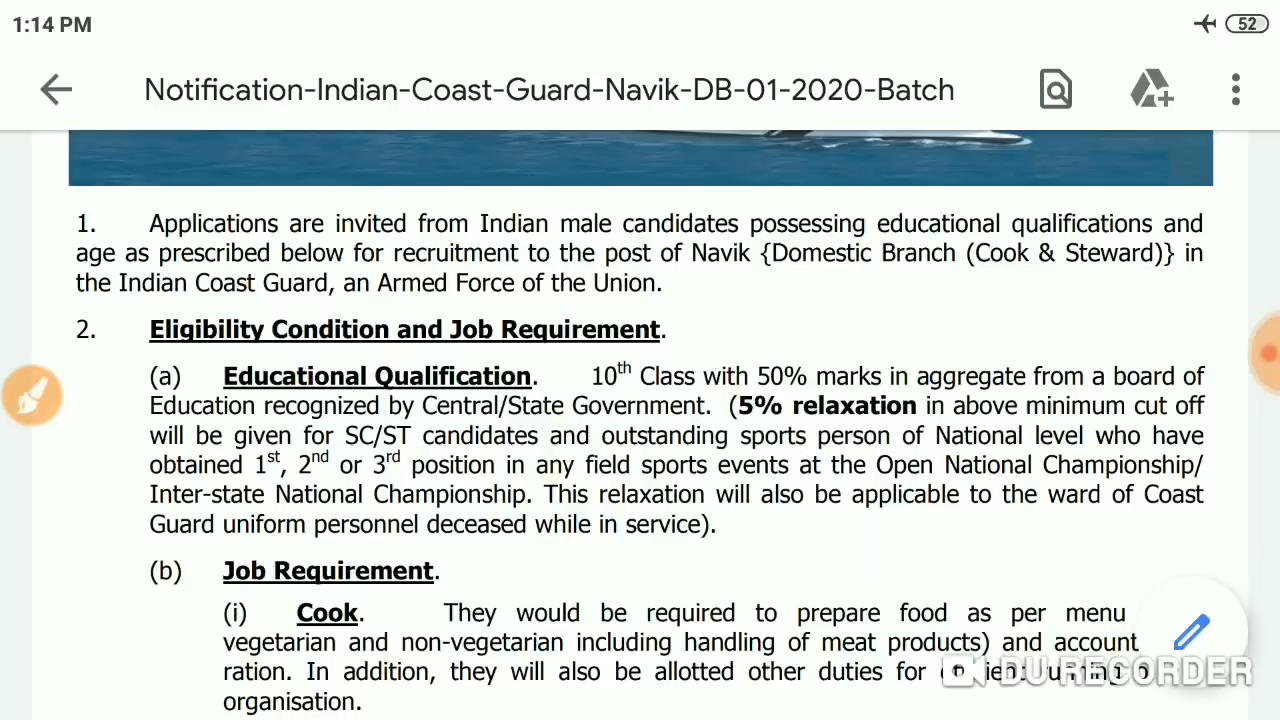 1:14 PM
52
Notification-Indian-Coast-Guard-Navik-DB-01-2020-Batch
1. Applications are invited from Indian male candidates possessing educational qualifications and
age as prescribed below for recruitment to the post of Navik {Domestic Branch (Cook & Steward)} in
the Indian Coast Guard, an Armed Force of the Union.
2. Eligibility Condition and Job Requirement.
(a) Educational Qualification. 10th Class with 50% marks in aggregate from a board of
Education recognized by Central/State Government. (5% relaxation in above minimum cut off
will be given for SC/ST candidates and outstanding sports person of National level who have
obtained 1st, 2nd or 3rd position in any field sports events at the Open National Championship/
Inter-state National Championship. This relaxation will also be applicable to the ward of Coast
Guard uniform personnel deceased while in service).
(b) Job Requirement.
(i) Cook. They would be required to prepare food as per menu
vegetarian and non-vegetarian including handling of meat products) and account
ration. In addition, they will also be allotted other duties for
organisation.
DU RECORDER